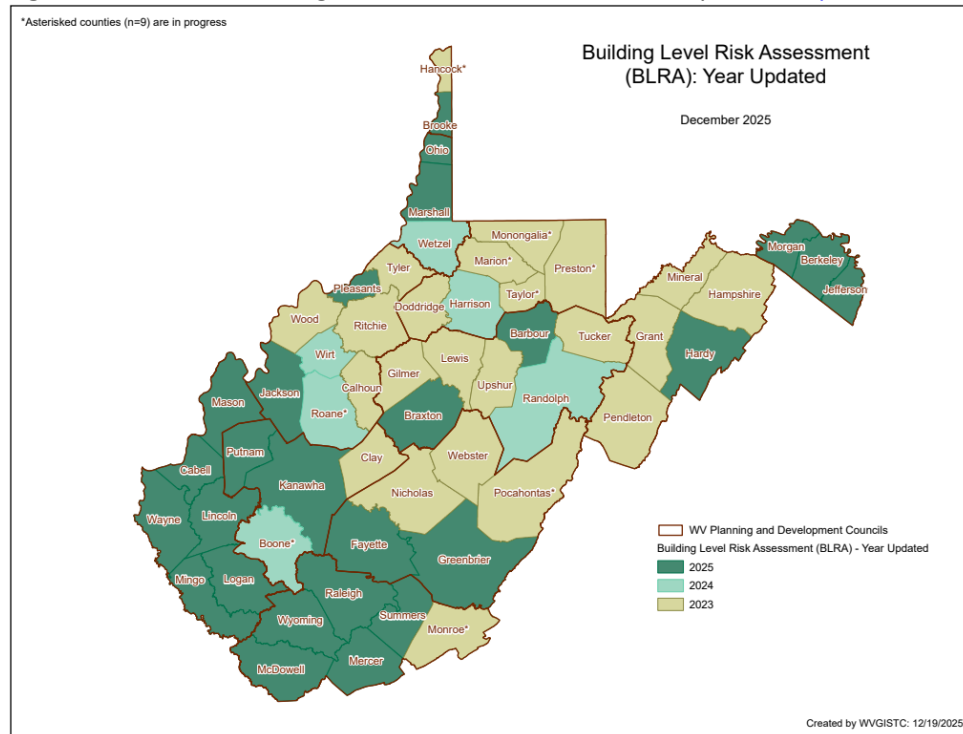 *Asterisked counties (n=9) are in progress
Building Level Risk Assessment
(BLRA): Year Updated
December 2025
Hancock*
Brooke
Ohio
Marshall
Wetzel
Monongalia*
Marion*
Preston*
Taylor*
Tyler
Pleasants
Doddridge
Harrison
Wood
Ritchie
Barbour
Tucker
Mineral
Hampshire
Morgan
Berkeley
Jefferson
Grant
Hardy
Wirt
Lewis
Gilmer
Calhoun
Upshur
Randolph
Pendleton
Jackson
Roane*
Mason
Braxton
Putnam
Clay
Webster
Cabell
Kanawha
Nicholas
Pocahontas*
Wayne
Lincoln
Boone*
Fayette
Greenbrier
Mingo
Logan
Raleigh
Wyoming
Summers
Monroe*
McDowell
Mercer
WV Planning and Development Councils
Building Level Risk Assessment (BLRA) - Year Updated
2025
2024
2023
Created by WVGISTC: 12/19/2025